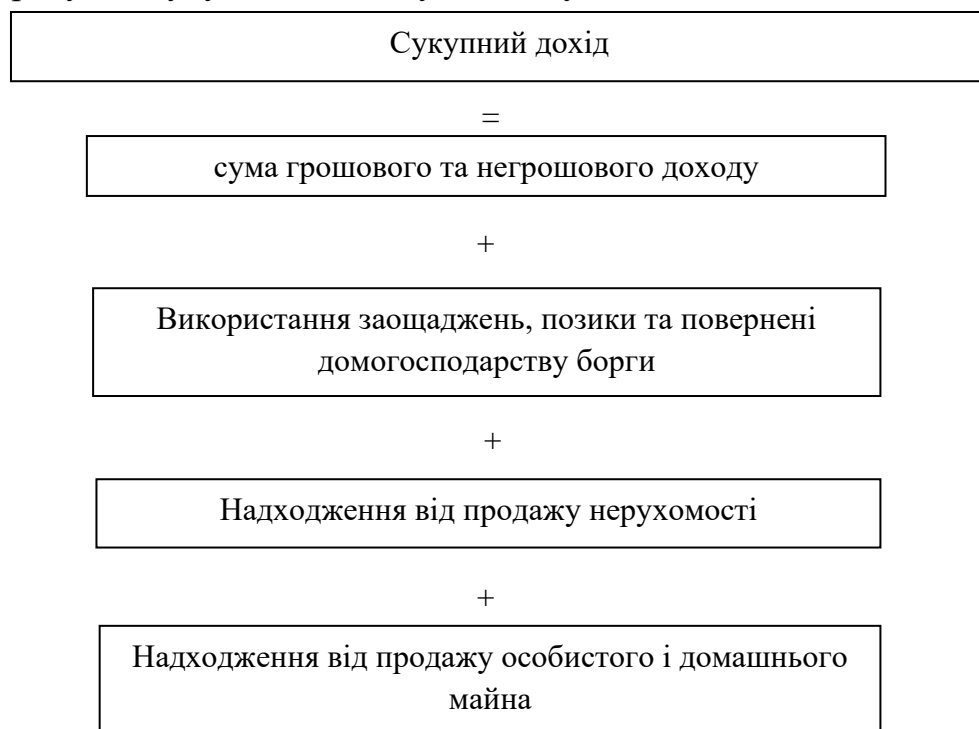 Сукупний дохід
=
сума грошового та негрошового доходу
+
Використання заощаджень, позики та повернені
домогосподарству борги
+
Надходження від продажу нерухомості
+
Надходження від продажу особистого і домашнього
майна